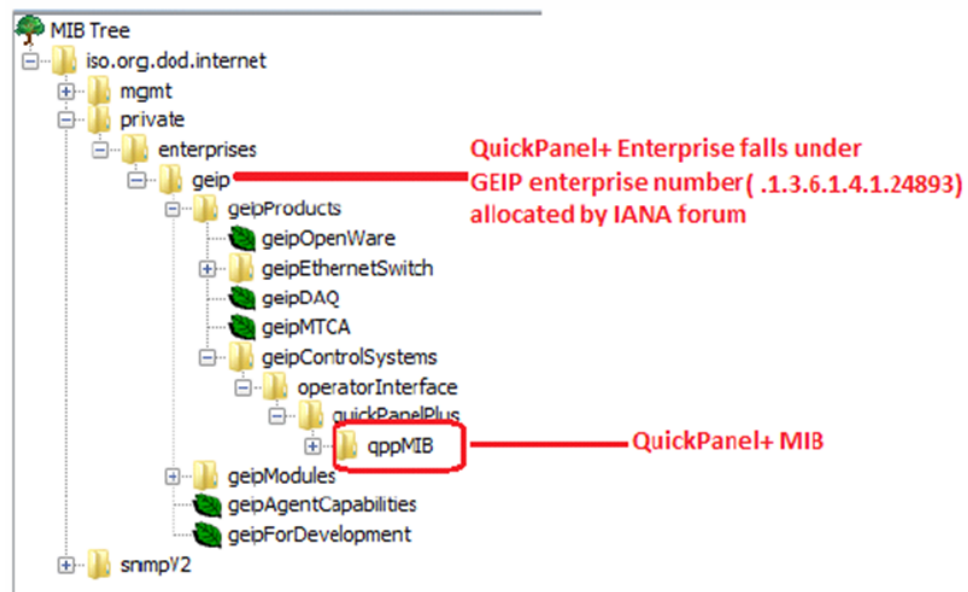 MIB Tree
iso.org.dod.internet
mgmt
private
enterprises
QuickPanel+ Enterprise falls under
geip
GEIP enterprise number( .1.3.6.1.4.1.24893)
geipProducts
allocated by IANA forum
geipOpenWare
geipEthernetSwitch
geipDAQ
geipMTCA
geipControlSystems
operatorInterface
quickPanelPlus
qppMIB
QuickPanel+ MIB
geipModules
geipAgentCapabilities
geipForDevelopment
snmpV2